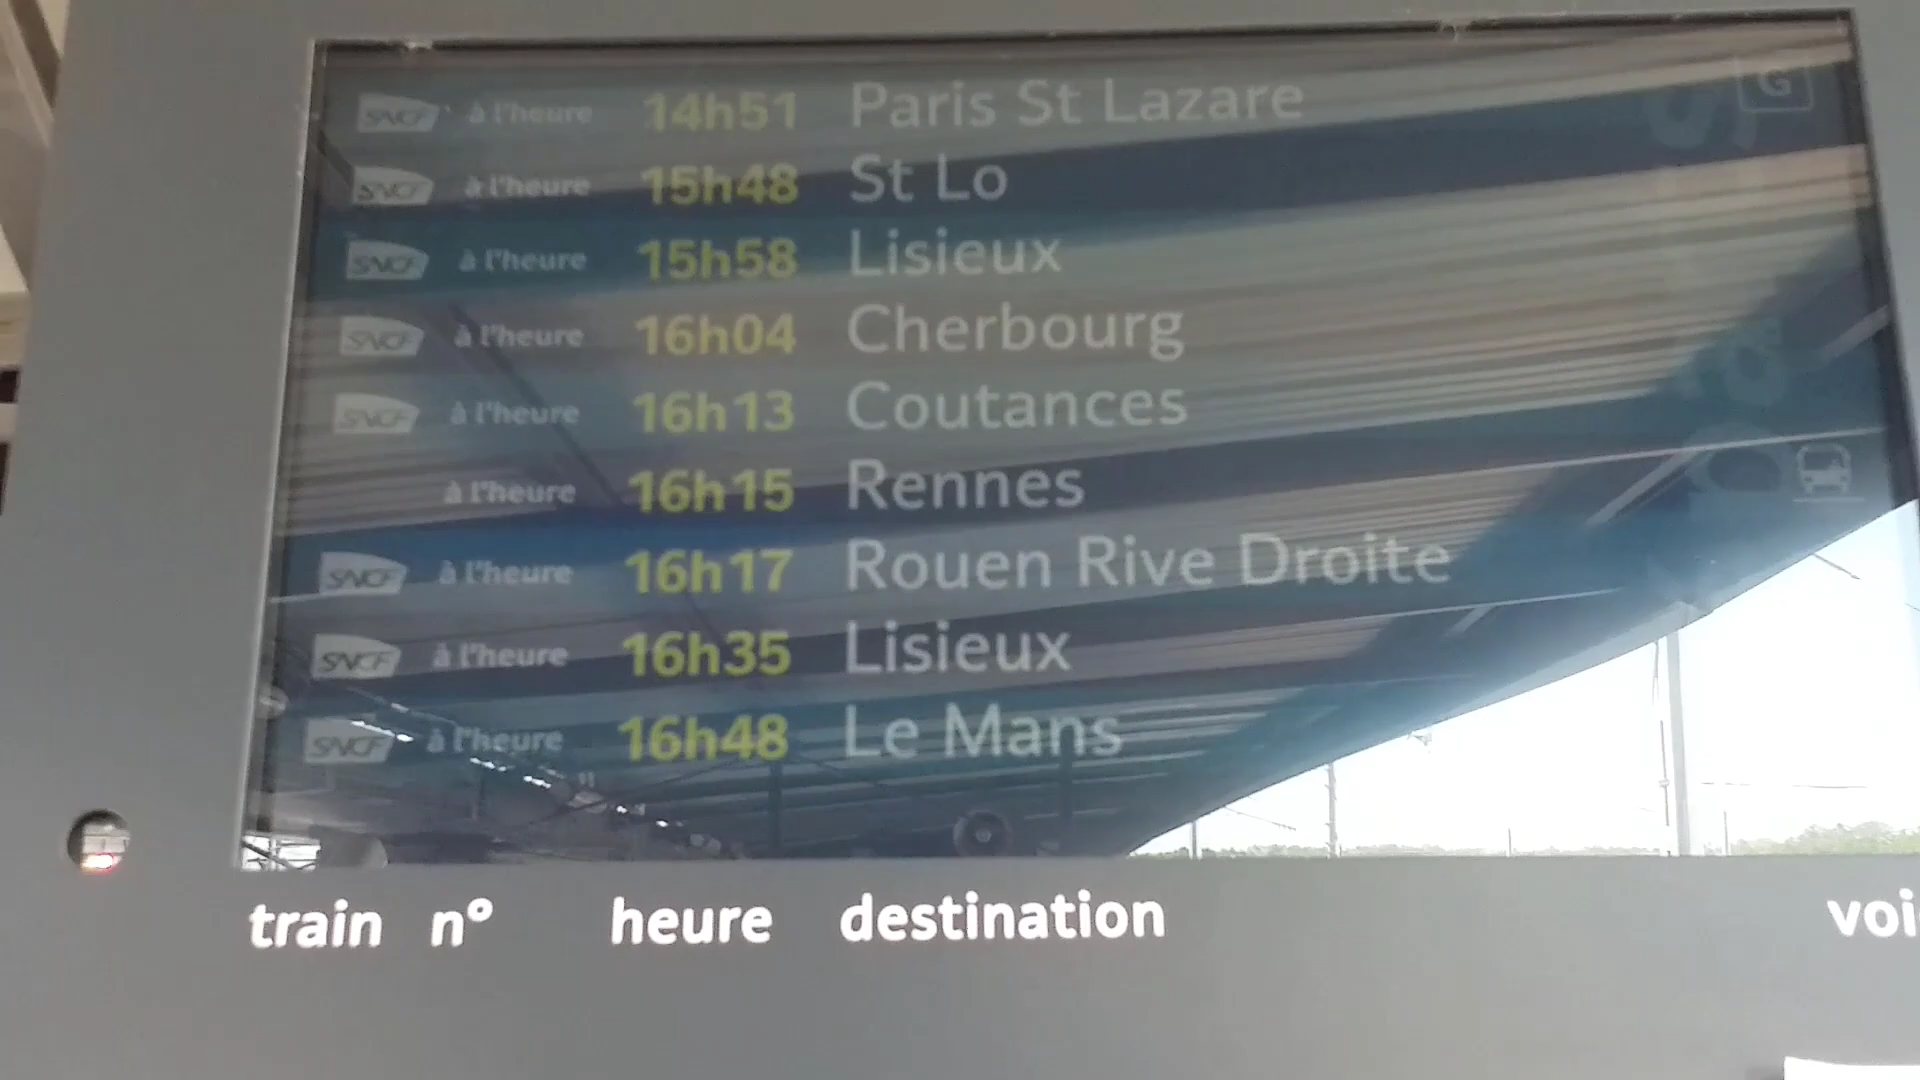 SNCF à l'heure 14h51 Paris St Lazare G
SNCF à l'heure 15h48 St Lo
SNCF à l'heure 15h58 Lisieux
SNCF à l'heure 16h04 Cherbourg
SNCF à l'heure 16h13 Coutances
à l'heure 16h15 Rennes
SNCF à l'heure 16h17 Rouen Rive Droite
SNCF à l'heure 16h35 Lisieux
SNCF à l'heure 16h48 Le Mans
train n° heure destination voi